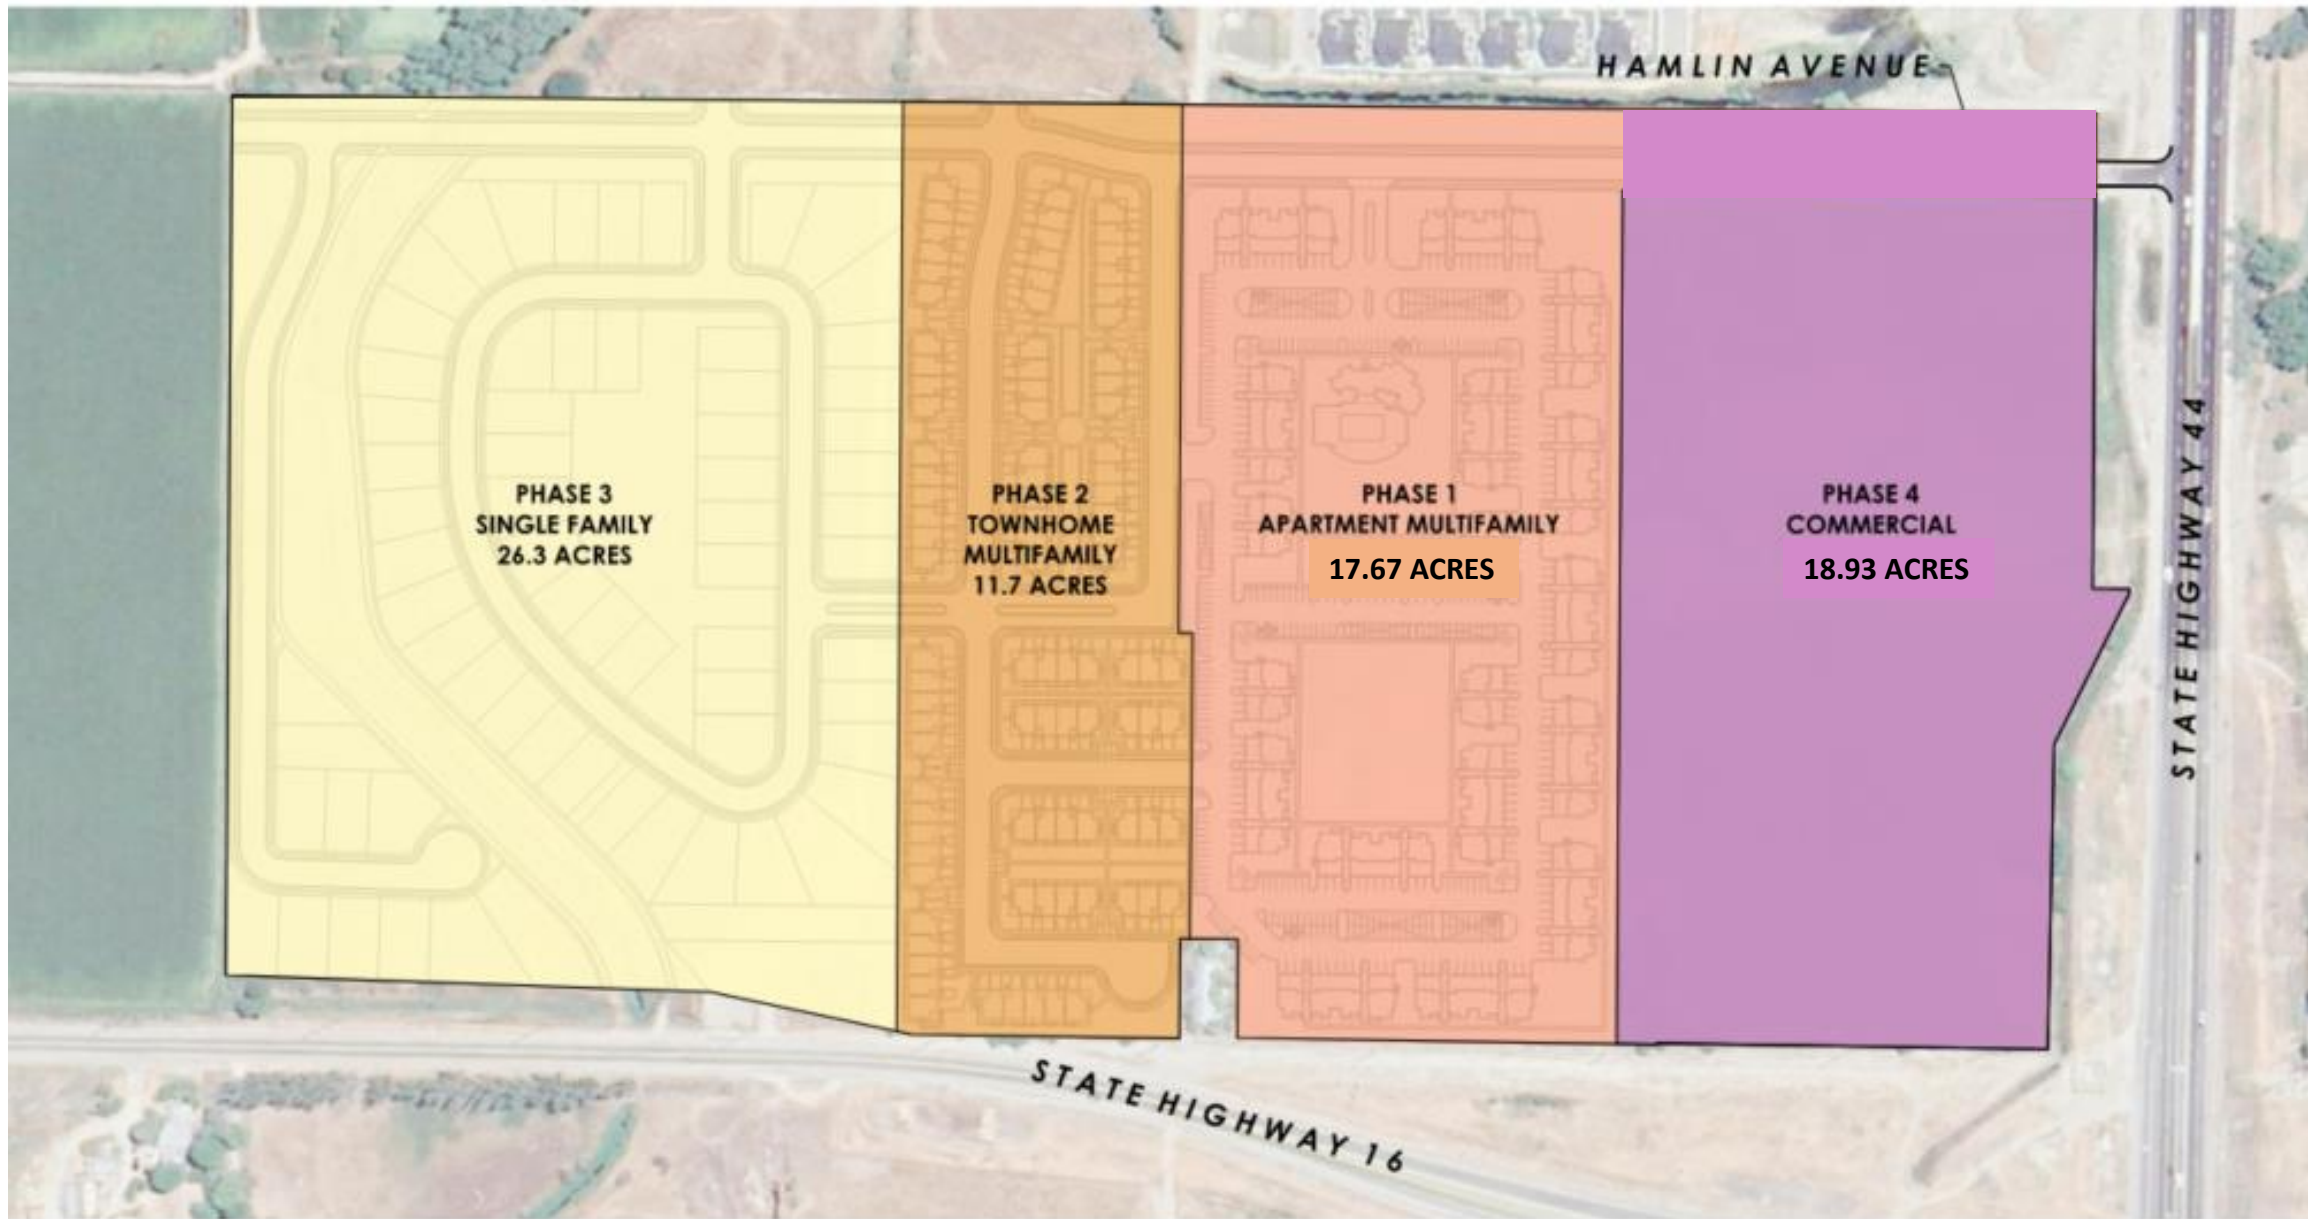 HAMLIN AVENUE
PHASE 3
SINGLE FAMILY
26.3 ACRES
PHASE 2
TOWNHOME
MULTIFAMILY
11.7 ACRES
PHASE 1
APARTMENT MULTIFAMILY
17.67 ACRES
PHASE 4
COMMERCIAL
18.93 ACRES
STATE HIGHWAY 44
STATE HIGHWAY 16